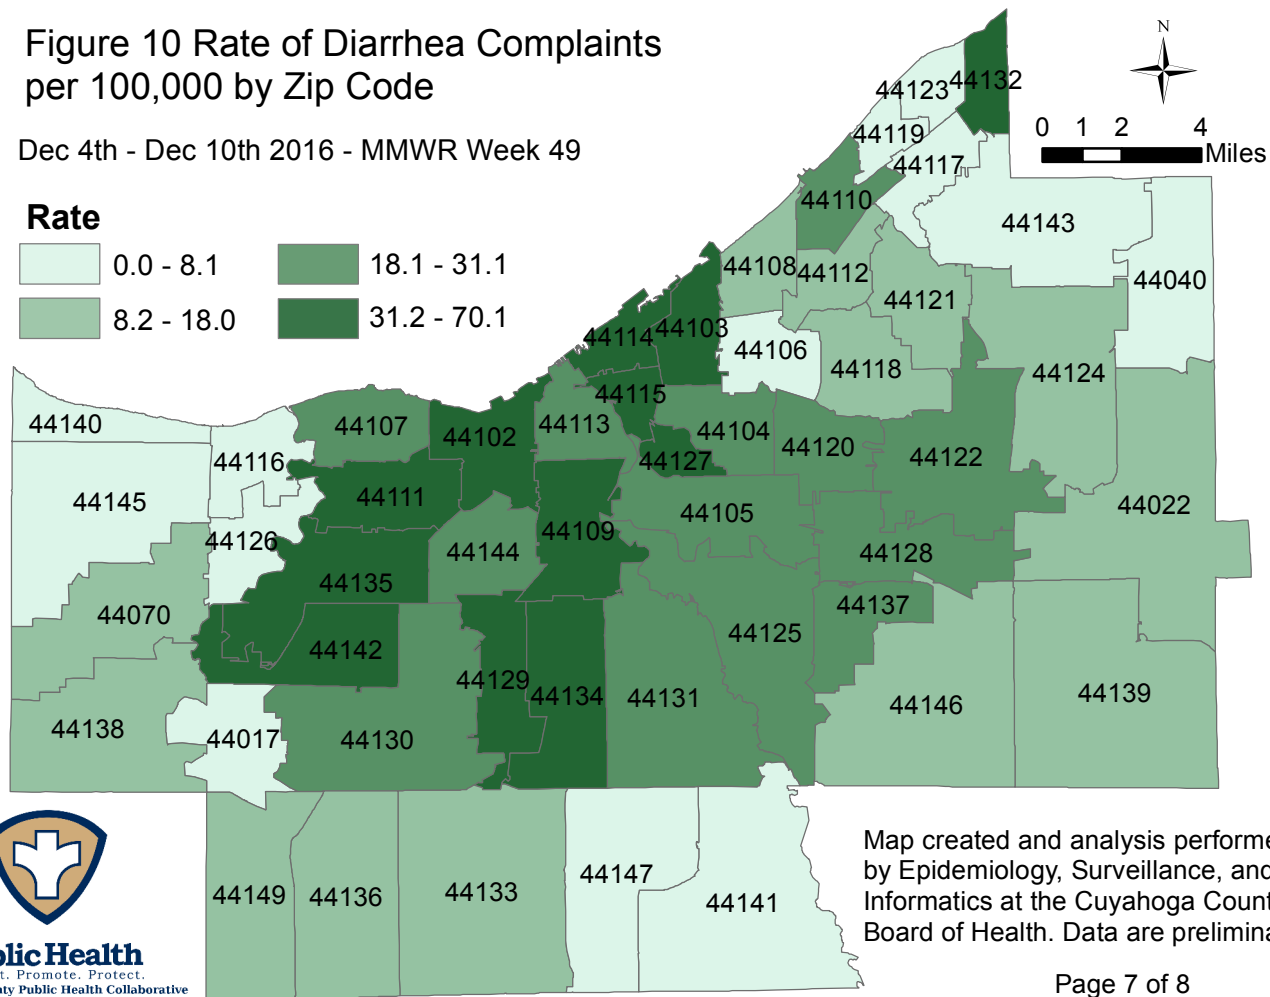 Figure 10 Rate of Diarrhea Complaints
per 100,000 by Zip Code
Dec 4th - Dec 10th 2016 - MMWR Week 49
N
0 1 2 4
Miles
Rate
0.0 - 8.1
18.1 - 31.1
8.2 - 18.0
31.2 - 70.1
44132
44123
44119
44117
44110
44143
44108
44112
44040
44121
44114
44103
44106
44118
44124
44115
44140
44107
44102
44113
44104
44120
44122
44116
44127
44145
44111
44105
44022
44126
44109
44144
44128
44135
44070
44137
44125
44142
44129
44134
44131
44146
44139
44138
44017
44130
44149
44136
44133
44147
44141
Map created and analysis performe
by Epidemiology, Surveillance, and
Informatics at the Cuyahoga Count
Board of Health. Data are prelimina
blic Health
t. Promote. Protect.
nty Public Health Collaborative
Page 7 of 8